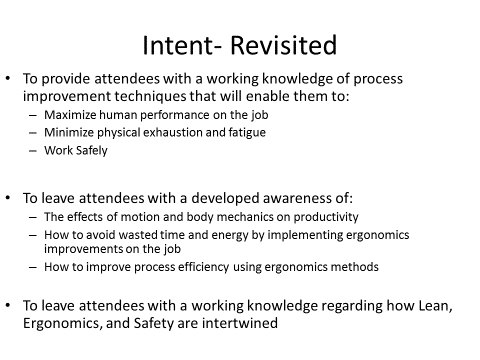 Intent- Revisited
• To provide attendees with a working knowledge of process
improvement techniques that will enable them to:
– Maximize human performance on the job
– Minimize physical exhaustion and fatigue
– Work Safely
• To leave attendees with a developed awareness of:
– The effects of motion and body mechanics on productivity
– How to avoid wasted time and energy by implementing ergonomics
improvements on the job
– How to improve process efficiency using ergonomics methods
• To leave attendees with a working knowledge regarding how Lean,
Ergonomics, and Safety are intertwined